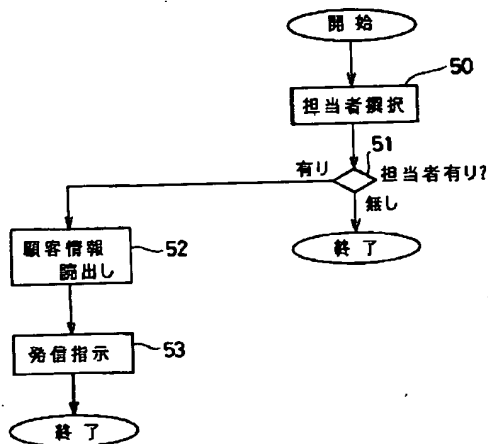 開始
50
担当者選択
51
担当者有り?
有り
無し
終了
顧客情報
読出し
52
発信指示
53
終了